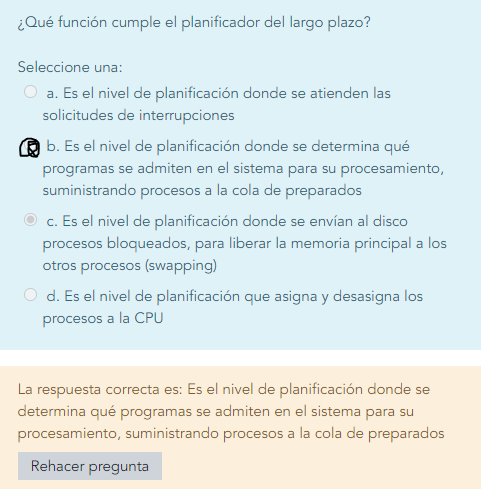 ¿Qué función cumple el planificador del largo plazo?
Seleccione una:
a. Es el nivel de planificación donde se atienden las
solicitudes de interrupciones
b. Es el nivel de planificación donde se determina qué
programas se admiten en el sistema para su procesamiento,
suministrando procesos a la cola de preparados
c. Es el nivel de planificación donde se envían al disco
procesos bloqueados, para liberar la memoria principal a los
otros procesos (swapping)
d. Es el nivel de planificación que asigna y desasigna los
procesos a la CPU
La respuesta correcta es: Es el nivel de planificación donde se
determina qué programas se admiten en el sistema para su
procesamiento, suministrando procesos a la cola de preparados
Rehacer pregunta